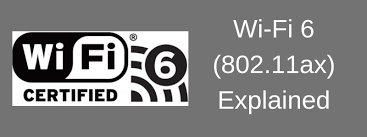 Wi Fi ® 6
CERTIFIED
Wi-Fi 6
(802.11ax)
Explained